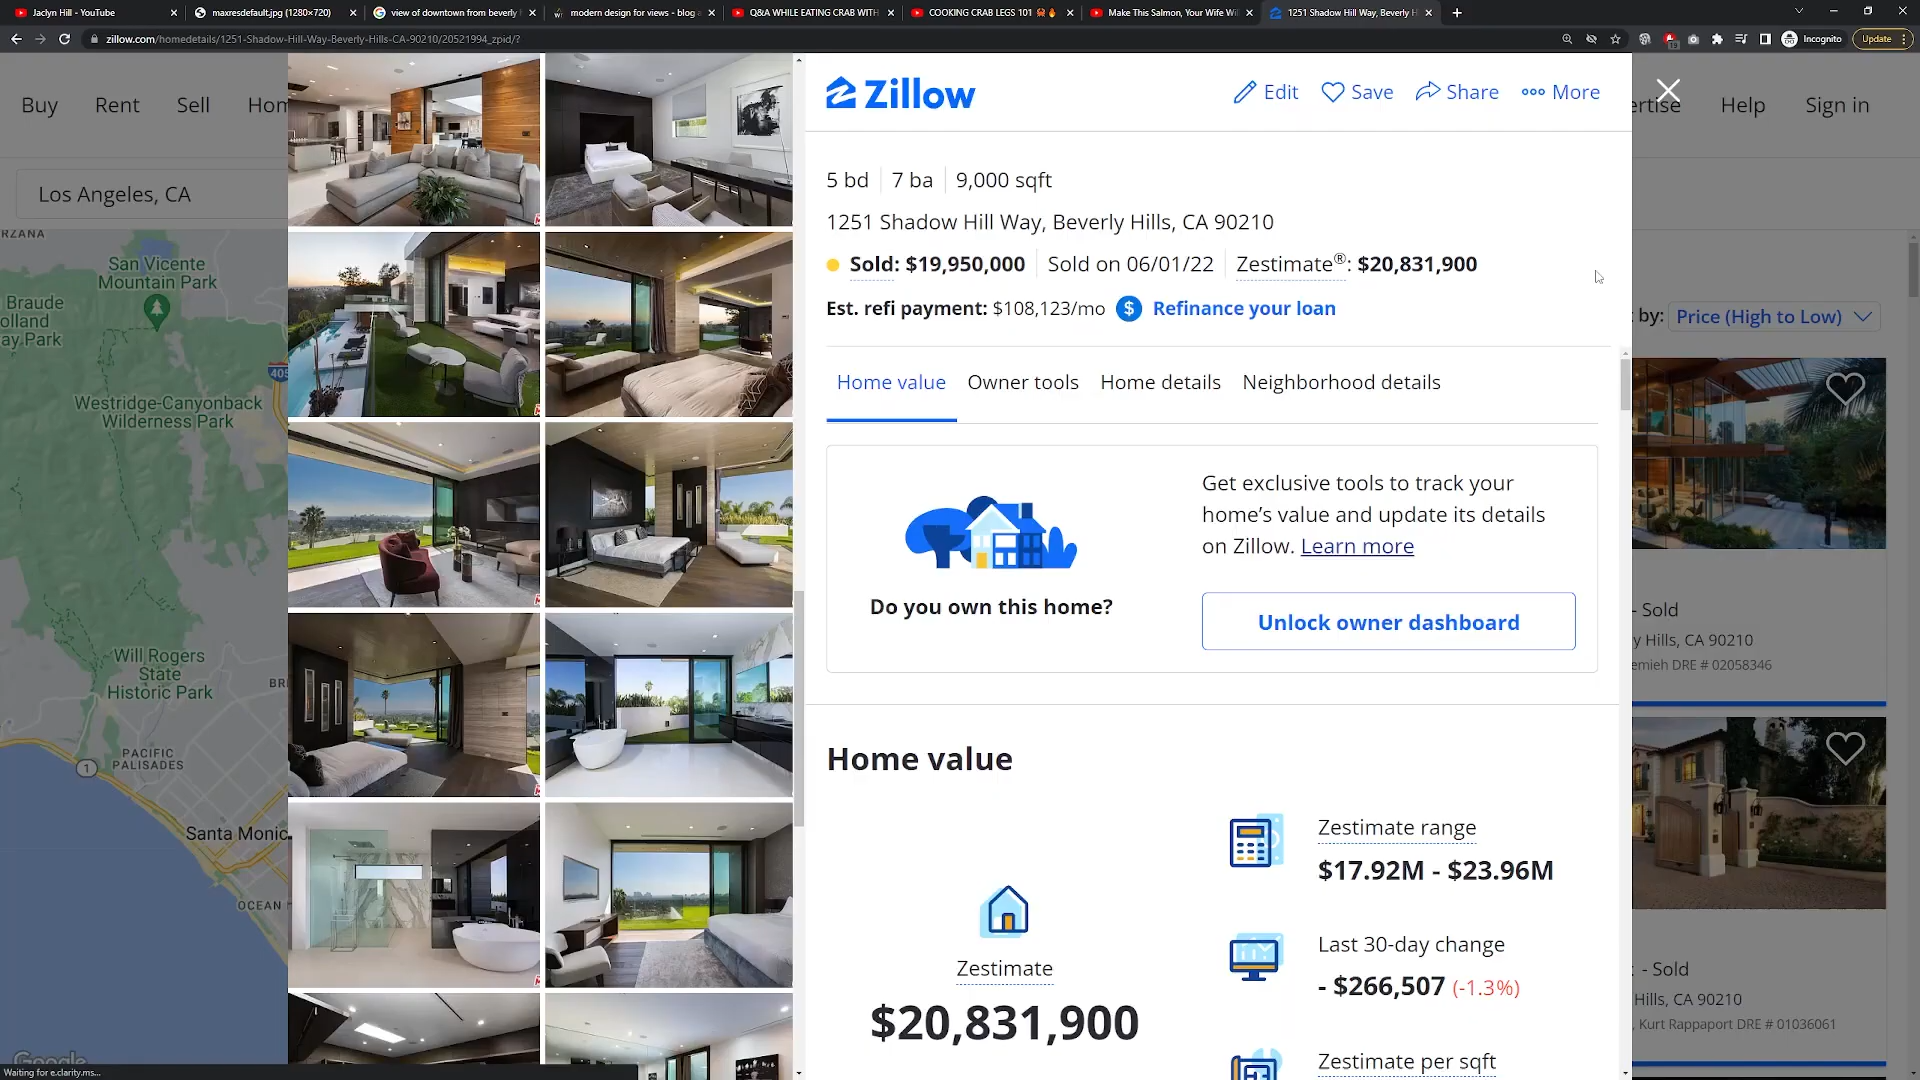 Jaclyn Hill - YouTube
maxresdefault.jpg (1280×720)
view of downtown from beverly
modern design for views - blog
Q&A WHILE EATING CRAB WITH
COOKING CRAB LEGS 101
Make This Salmon, Your Wife Wi
1251 Shadow Hill Way, Beverly H
zillow.com/homedetails/1251-Shadow-Hill-Way-Beverly-Hills-CA-90210/20521994_zpid/?
19
Incognito
Update
Buy
Rent
Sell
Hom
Zillow
Edit
Save
Share
More
ertise
Help
Sign in
Los Angeles, CA
5 bd
7 ba
9,000 sqft
1251 Shadow Hill Way, Beverly Hills, CA 90210
Sold: $19,950,000
Sold on 06/01/22
Zestimate®: $20,831,900
Est. refi payment: $108,123/mo
$
Refinance your loan
by:
Price (High to Low)
Home value
Owner tools
Home details
Neighborhood details
Get exclusive tools to track your
home's value and update its details
on Zillow. Learn more
Do you own this home?
Unlock owner dashboard
Home value
Zestimate
$20,831,900
Zestimate range
$17.92M - $23.96M
Last 30-day change
- $266,507 (-1.3%)
Zestimate per sqft
RZANA
San Vicente
Mountain Park
Braude
olland
ay Park
405
Westridge-Canyonback
Wilderness Park
Will Rogers
State
Historic Park
BR
PACIFIC
PALISADES
1
Santa Monic
OCEAN
Google
Waiting for e.clarity.ms...
- Sold
y Hills, CA 90210
emieh DRE # 02058346
- Sold
Hills, CA 90210
, Kurt Rappaport DRE # 01036061